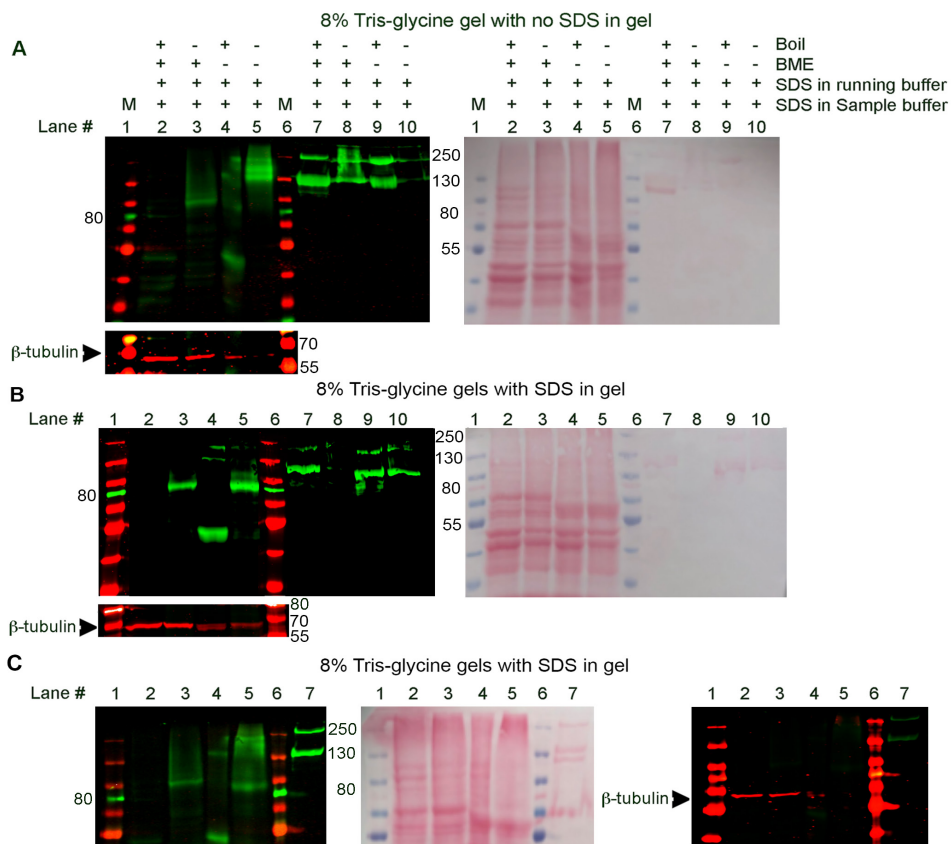 8% Tris-glycine gel with no SDS in gel
A
+ - + - + - + - + - + - + - + - Boil
+ + - - + + - - + + - - + + - - BME
+ + + + + + + + + + + + + + + + SDS in running buffer
M + + + + M + + + + M + + + + M + + + + SDS in Sample buffer
Lane # 1 2 3 4 5 6 7 8 9 10 1 2 3 4 5 6 7 8 9 10
250
130
80 80
55
β-tubulin 70
55
8% Tris-glycine gels with SDS in gel
B
Lane # 1 2 3 4 5 6 7 8 9 10 1 2 3 4 5 6 7 8 9 10
250
130
80 80
55
β-tubulin 80
70
55
8% Tris-glycine gels with SDS in gel
C
Lane # 1 2 3 4 5 6 7 1 2 3 4 5 6 7 1 2 3 4 5 6 7
250
130
80 80
β-tubulin